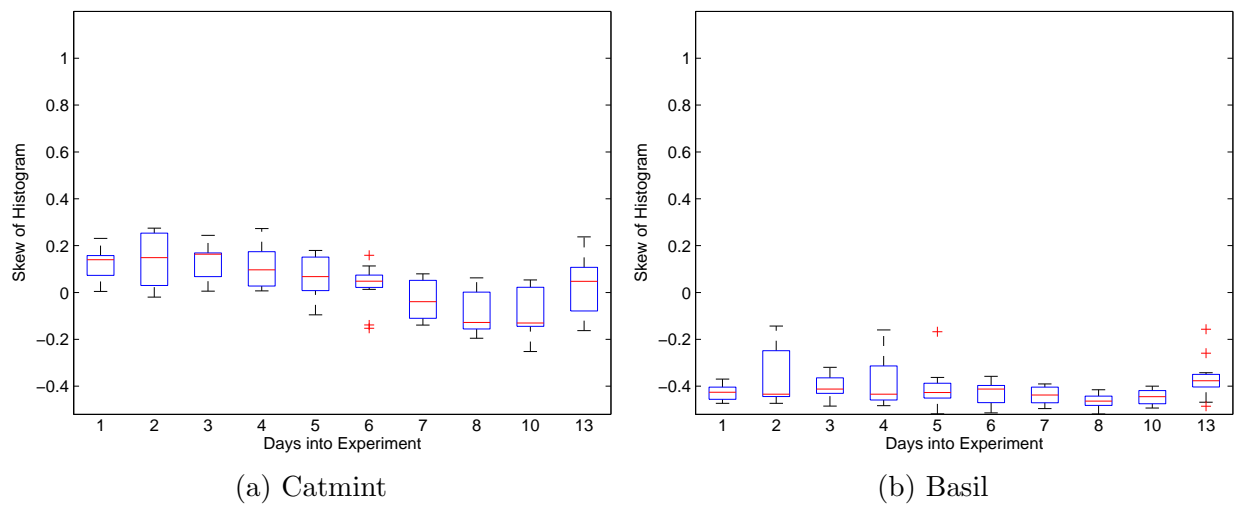 1
0.8
0.6
0.4
0.2
0
−0.2
−0.4
Skew of Histogram
1 2 3 4 5 6 7 8 10 13
Days into Experiment
(a) Catmint
1
0.8
0.6
0.4
0.2
0
−0.2
−0.4
Skew of Histogram
1 2 3 4 5 6 7 8 10 13
Days into Experiment
(b) Basil